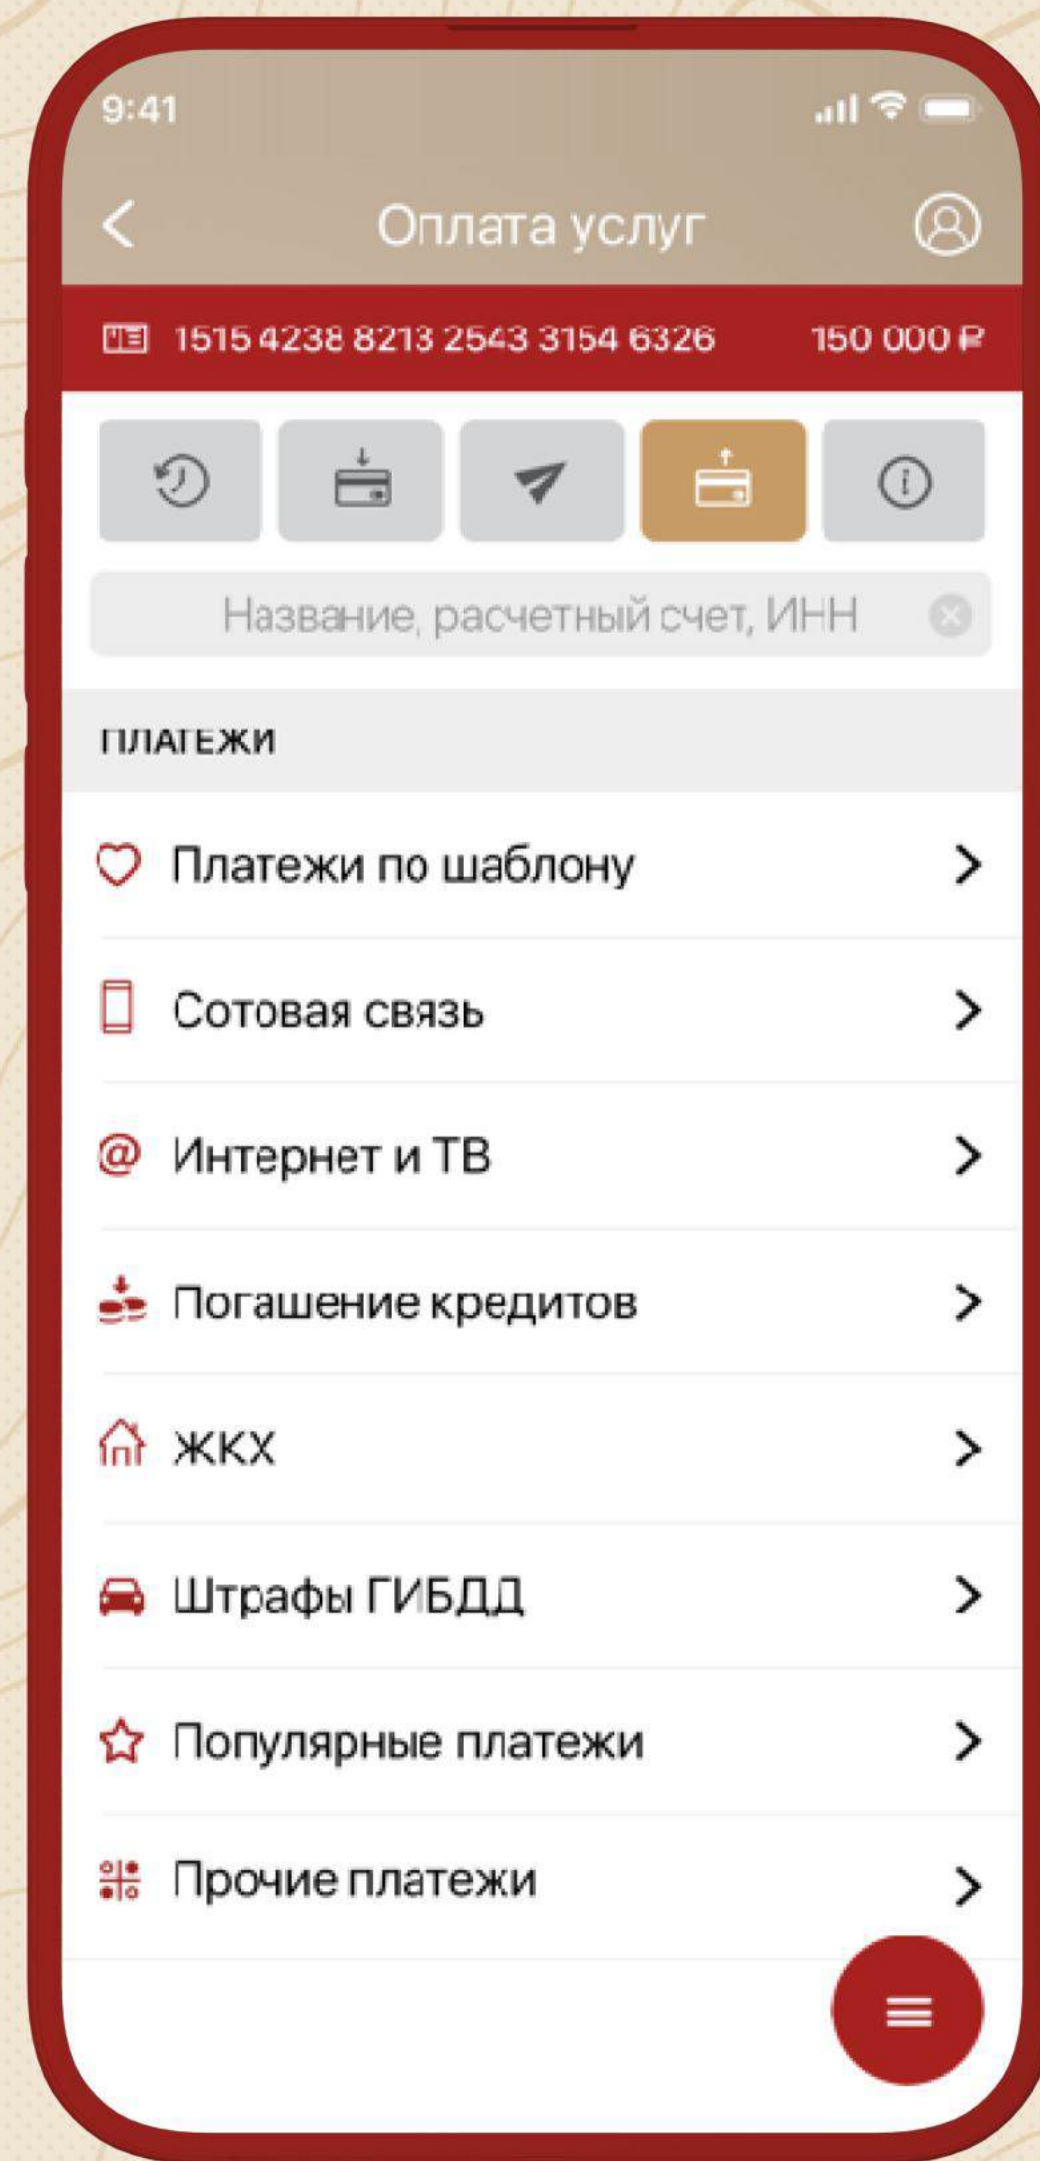 9:41
Оплата услуг
1515 4238 8213 2543 3154 6326 150 000 ₽
Название, расчетный счет, ИНН
ПЛАТЕЖИ
Платежи по шаблону
Сотовая связь
@ Интернет и ТВ
Погашение кредитов
ЖКХ
Штрафы ГИБДД
Популярные платежи
Прочие платежи